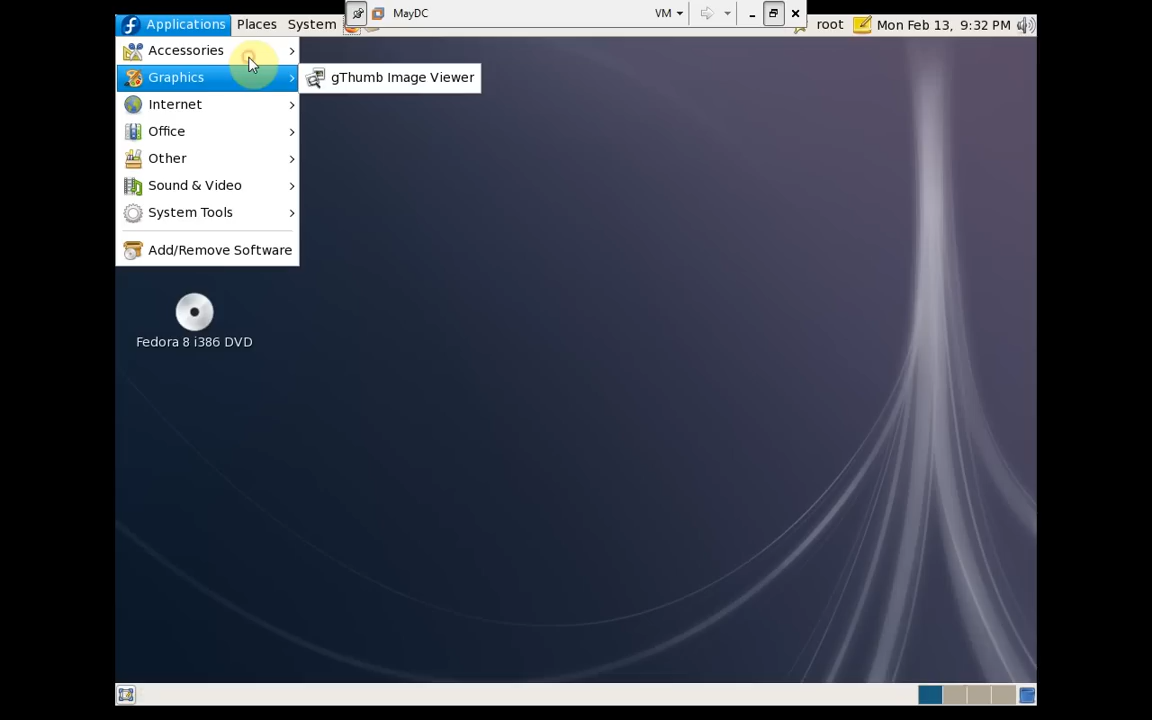 MayDC
VM
Applications Places System
root
Mon Feb 13, 9:32 PM
Accessories
Graphics
gThumb Image Viewer
Internet
Office
Other
Sound & Video
System Tools
Add/Remove Software
Fedora 8 i386 DVD